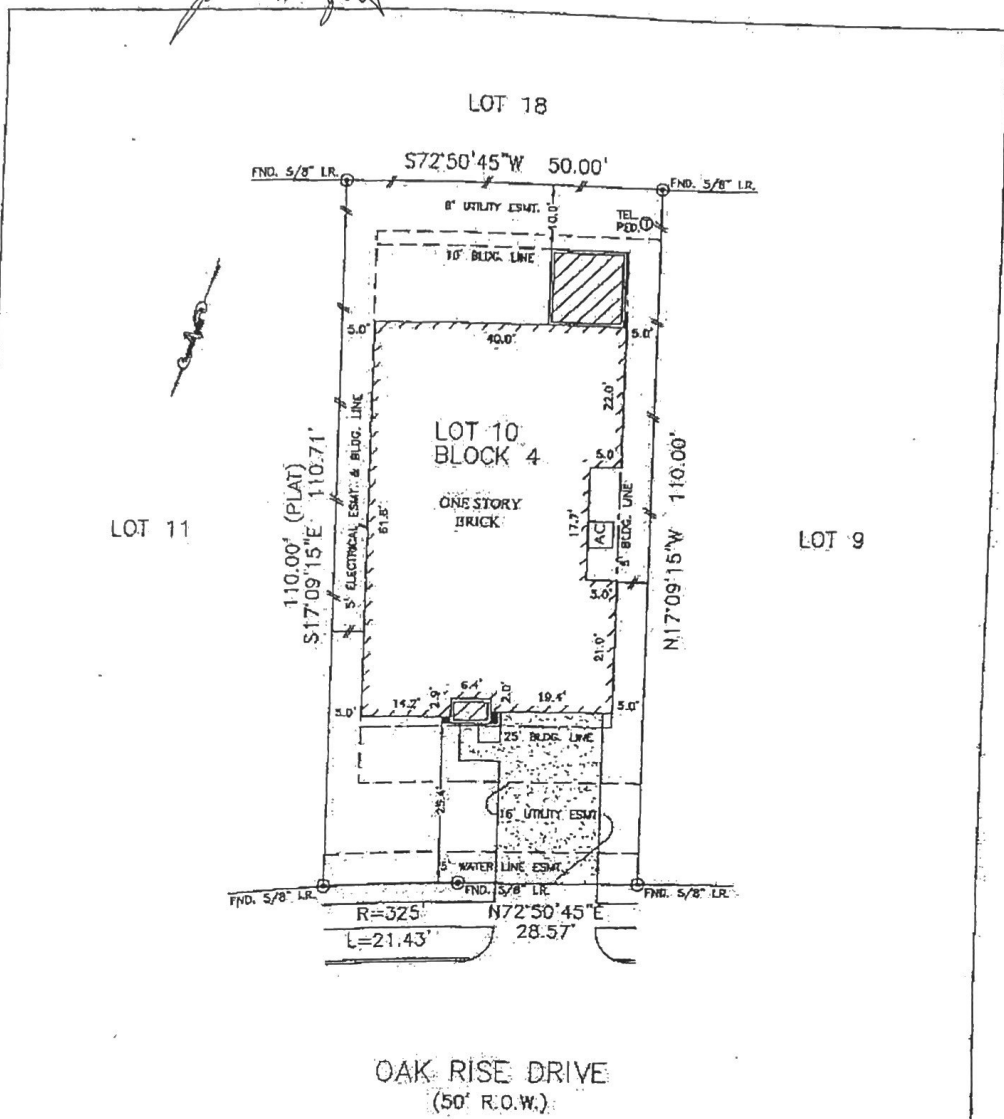 LOT 18
S72°50'45"W 50.00'
FND. 5/8" I.R.
FND. 5/8" I.R.
8' UTILITY ESMT.
10.0'
TEL.
PED.
T
10' BLDG. LINE
5.0'
40.0'
5.0'
22.0'
LOT 10
BLOCK 4
5.0'
ONE STORY
BRICK
LOT 11
110.00' (PLAT)
S17°09'15"E 110.71'
5' ELECTRICAL ESMT. & BLDG. LINE
61.8'
17.7'
AC
5' BLDG. LINE
N17°09'15"W 110.00'
LOT 9
5.0'
21.0'
6.4'
14.2'
2.9'
2.0'
19.4'
5.0'
5.0'
25' BLDG. LINE
25.4'
16' UTILITY ESMT.
5' WATER LINE ESMT.
FND. 5/8" I.R.
FND. 5/8" I.R.
FND. 5/8" I.R.
R=325'
L=21.43'
N72°50'45"E
28.57'
OAK RISE DRIVE
(50' R.O.W.)